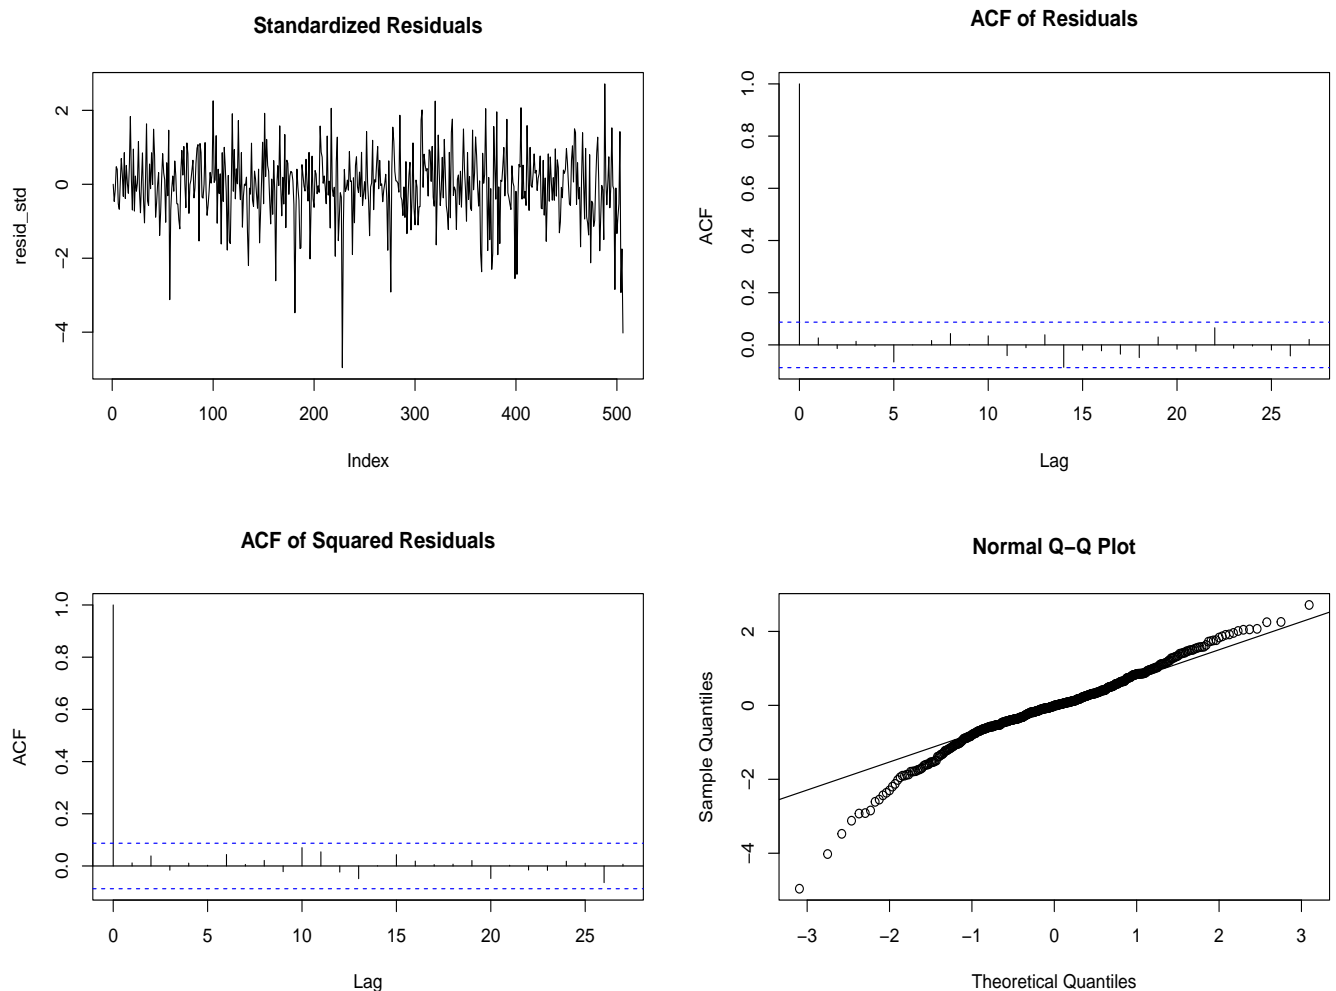 Standardized Residuals
resid_std
2
0
−2
−4
0 100 200 300 400 500
Index
ACF of Residuals
ACF
1.0
0.8
0.6
0.4
0.2
0.0
0 5 10 15 20 25
Lag
ACF of Squared Residuals
ACF
1.0
0.8
0.6
0.4
0.2
0.0
0 5 10 15 20 25
Lag
Normal Q−Q Plot
Sample Quantiles
2
0
−2
−4
−3 −2 −1 0 1 2 3
Theoretical Quantiles